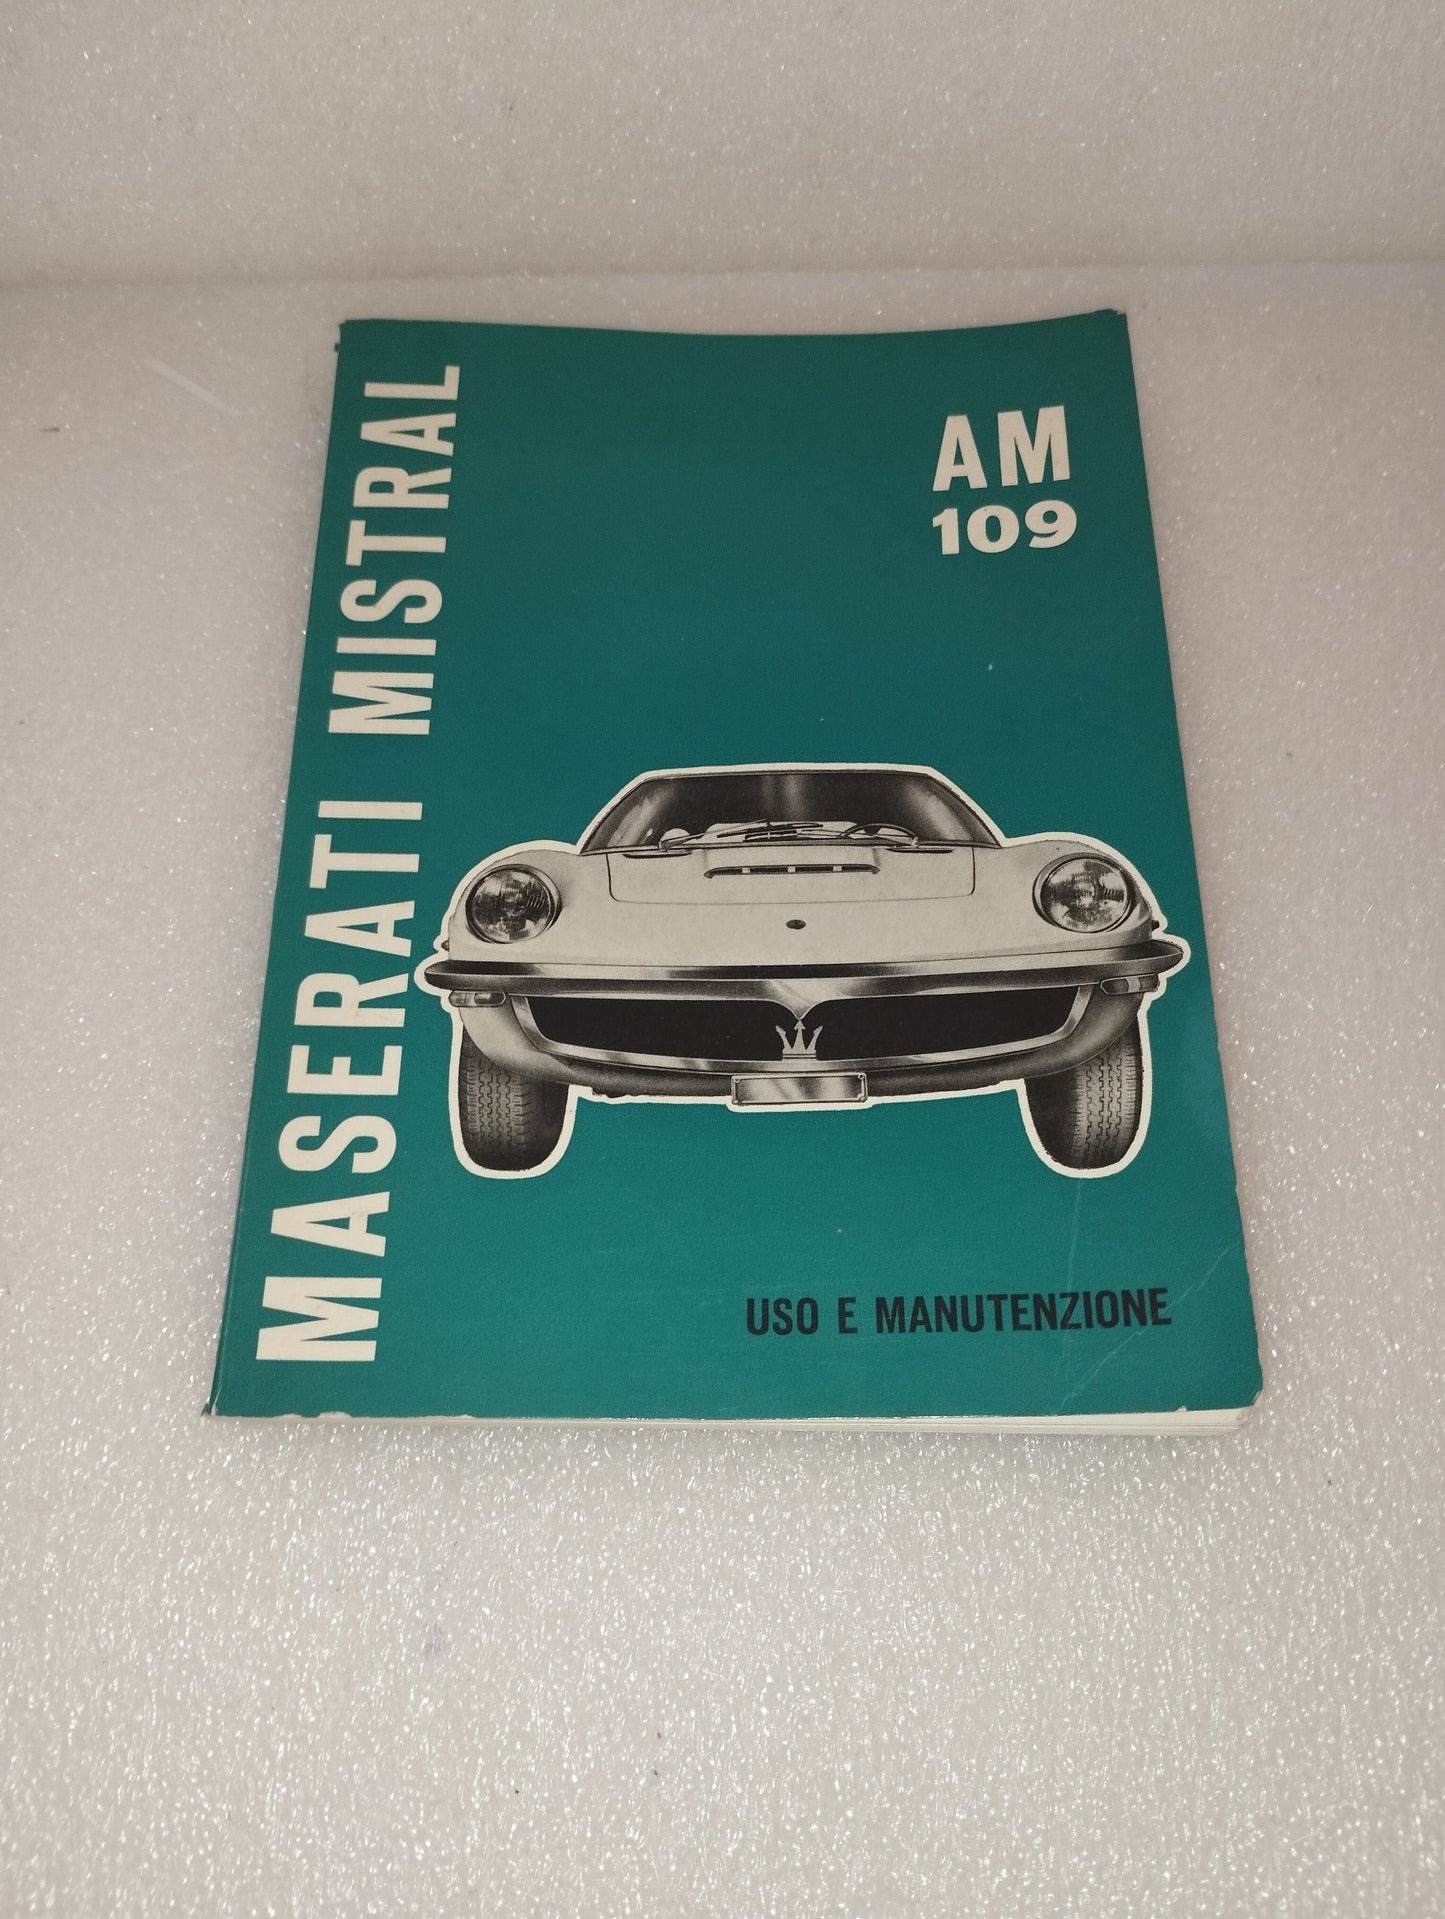 MASERATI MISTRAL
AM
109
USO E MANUTENZIONE